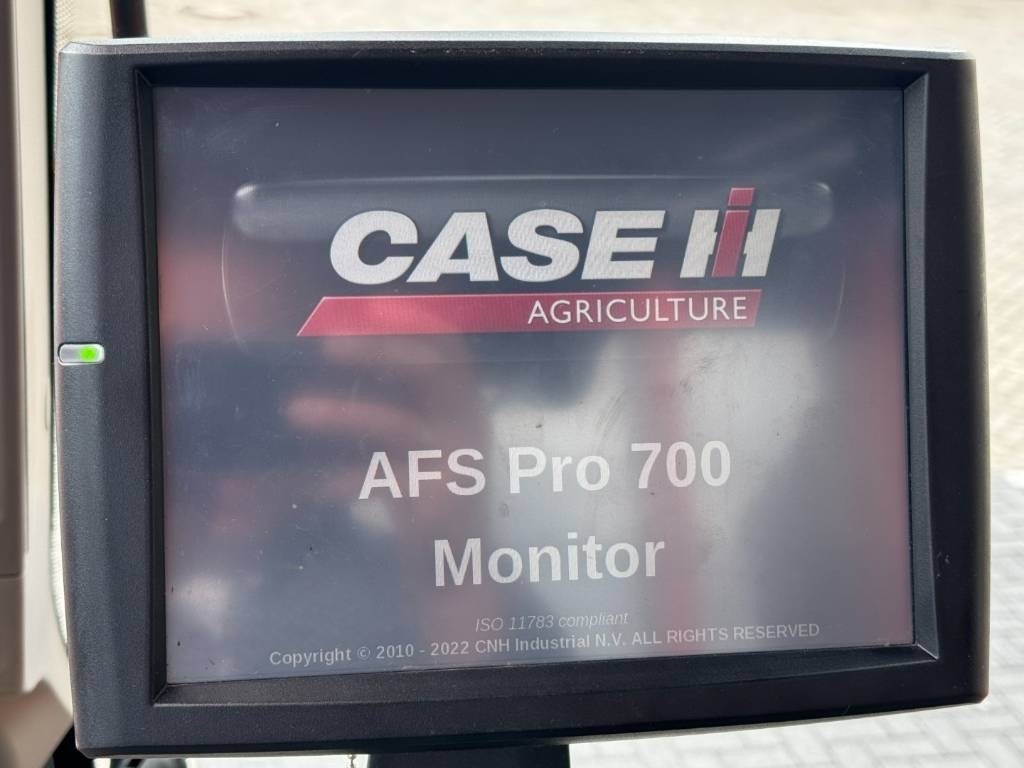 CASE IH
AGRICULTURE
AFS Pro 700
Monitor
ISO 11783 compliant
Copyright © 2010 - 2022 CNH Industrial N.V. ALL RIGHTS RESERVED